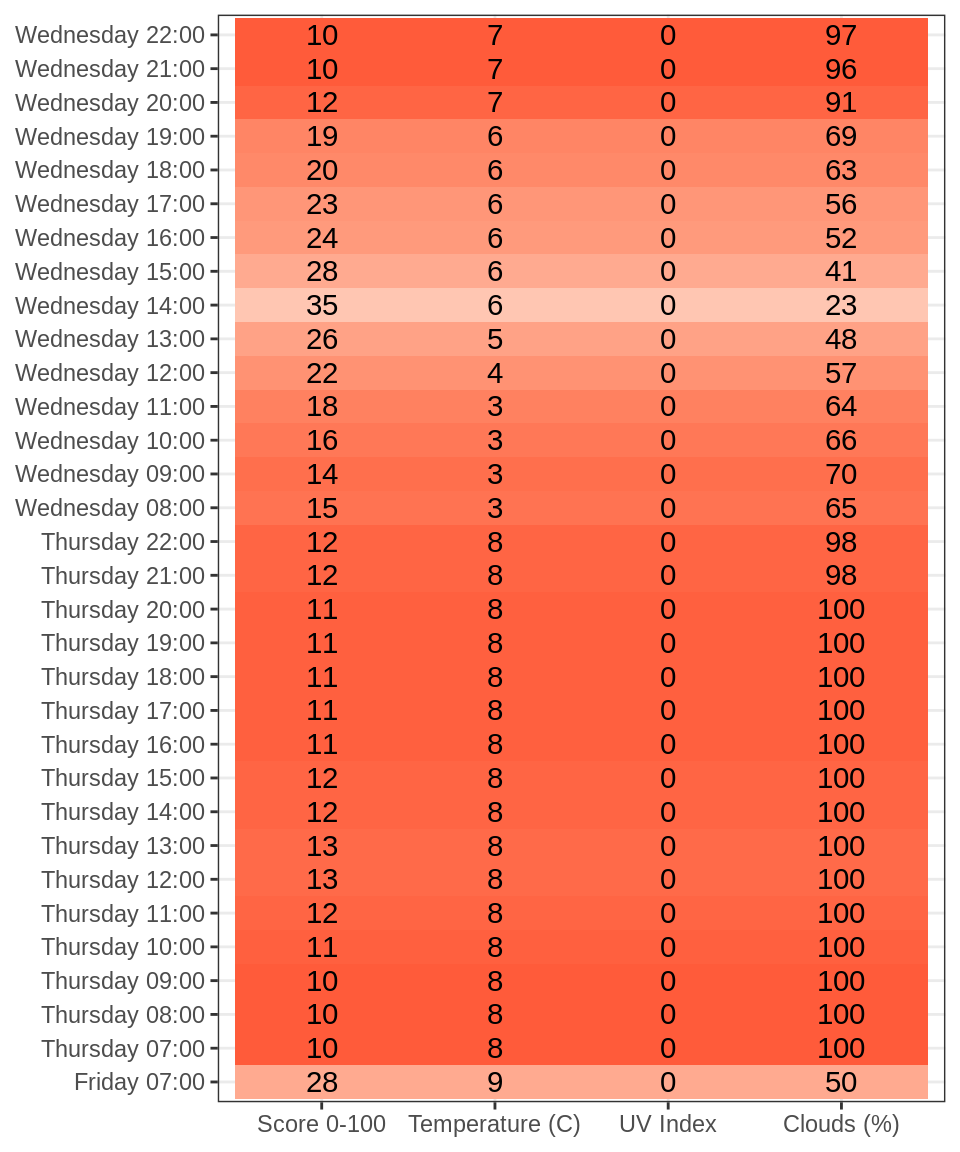 Wednesday 22:00 10 7 0 97
Wednesday 21:00 10 7 0 96
Wednesday 20:00 12 7 0 91
Wednesday 19:00 19 6 0 69
Wednesday 18:00 20 6 0 63
Wednesday 17:00 23 6 0 56
Wednesday 16:00 24 6 0 52
Wednesday 15:00 28 6 0 41
Wednesday 14:00 35 6 0 23
Wednesday 13:00 26 5 0 48
Wednesday 12:00 22 4 0 57
Wednesday 11:00 18 3 0 64
Wednesday 10:00 16 3 0 66
Wednesday 09:00 14 3 0 70
Wednesday 08:00 15 3 0 65
Thursday 22:00 12 8 0 98
Thursday 21:00 12 8 0 98
Thursday 20:00 11 8 0 100
Thursday 19:00 11 8 0 100
Thursday 18:00 11 8 0 100
Thursday 17:00 11 8 0 100
Thursday 16:00 11 8 0 100
Thursday 15:00 12 8 0 100
Thursday 14:00 12 8 0 100
Thursday 13:00 13 8 0 100
Thursday 12:00 13 8 0 100
Thursday 11:00 12 8 0 100
Thursday 10:00 11 8 0 100
Thursday 09:00 10 8 0 100
Thursday 08:00 10 8 0 100
Thursday 07:00 10 8 0 100
Friday 07:00 28 9 0 50
Score 0-100 Temperature (C) UV Index Clouds (%)